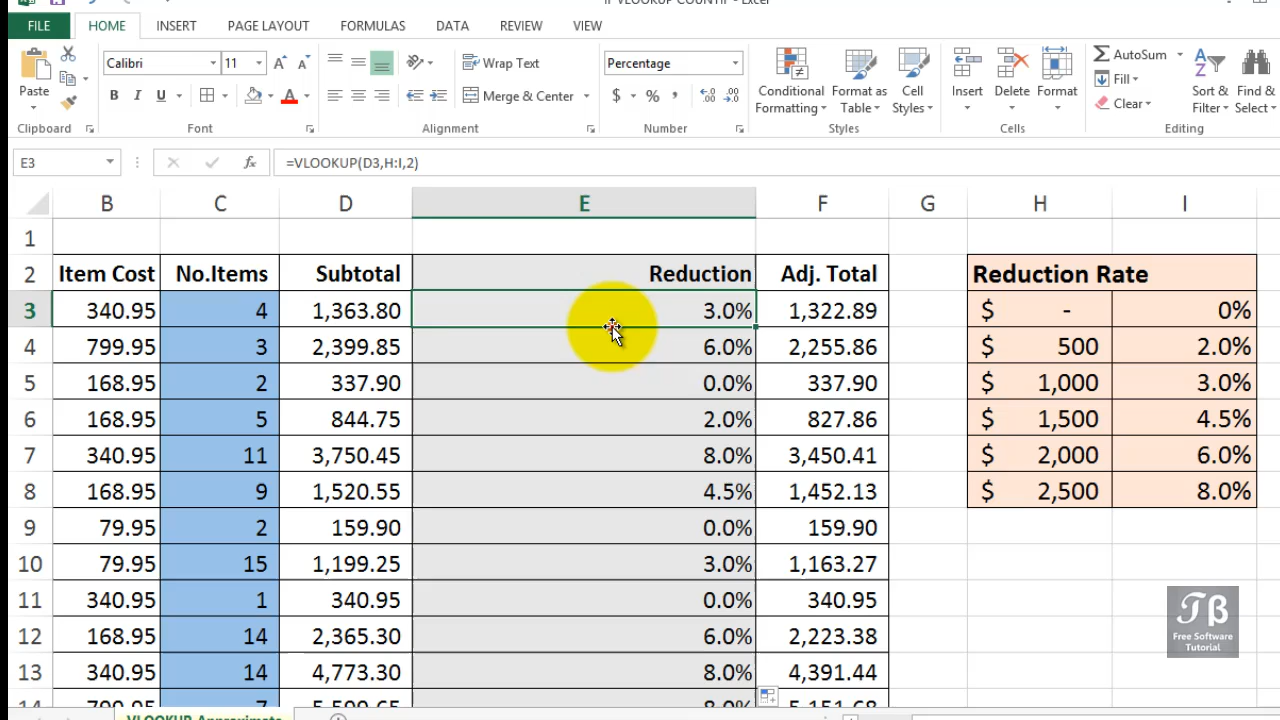 IF VLOOKUP COUNTIF - Excel
FILE HOME INSERT PAGE LAYOUT FORMULAS DATA REVIEW VIEW
Calibri 11 Wrap Text Percentage AutoSum
Paste Conditional Formatting Format as Table Cell Styles Insert Delete Format Fill Sort & Filter Find & Select
B I U Merge & Center $ % , Clear
Clipboard Font Alignment Number Styles Cells Editing
E3 fx =VLOOKUP(D3,H:I,2)
B C D E F G H I
1
2 Item Cost No.Items Subtotal Reduction Adj. Total Reduction Rate
3 340.95 4 1,363.80 3.0% 1,322.89 $ - 0%
4 799.95 3 2,399.85 6.0% 2,255.86 $ 500 2.0%
5 168.95 2 337.90 0.0% 337.90 $ 1,000 3.0%
6 168.95 5 844.75 2.0% 827.86 $ 1,500 4.5%
7 340.95 11 3,750.45 8.0% 3,450.41 $ 2,000 6.0%
8 168.95 9 1,520.55 4.5% 1,452.13 $ 2,500 8.0%
9 79.95 2 159.90 0.0% 159.90
10 79.95 15 1,199.25 3.0% 1,163.27
11 340.95 1 340.95 0.0% 340.95
12 168.95 14 2,365.30 6.0% 2,223.38
13 340.95 14 4,773.30 8.0% 4,391.44
14 799.95 7 5,599.65 8.0% 5,151.68
TB
Free Software
Tutorial
VLOOKUP Approximate